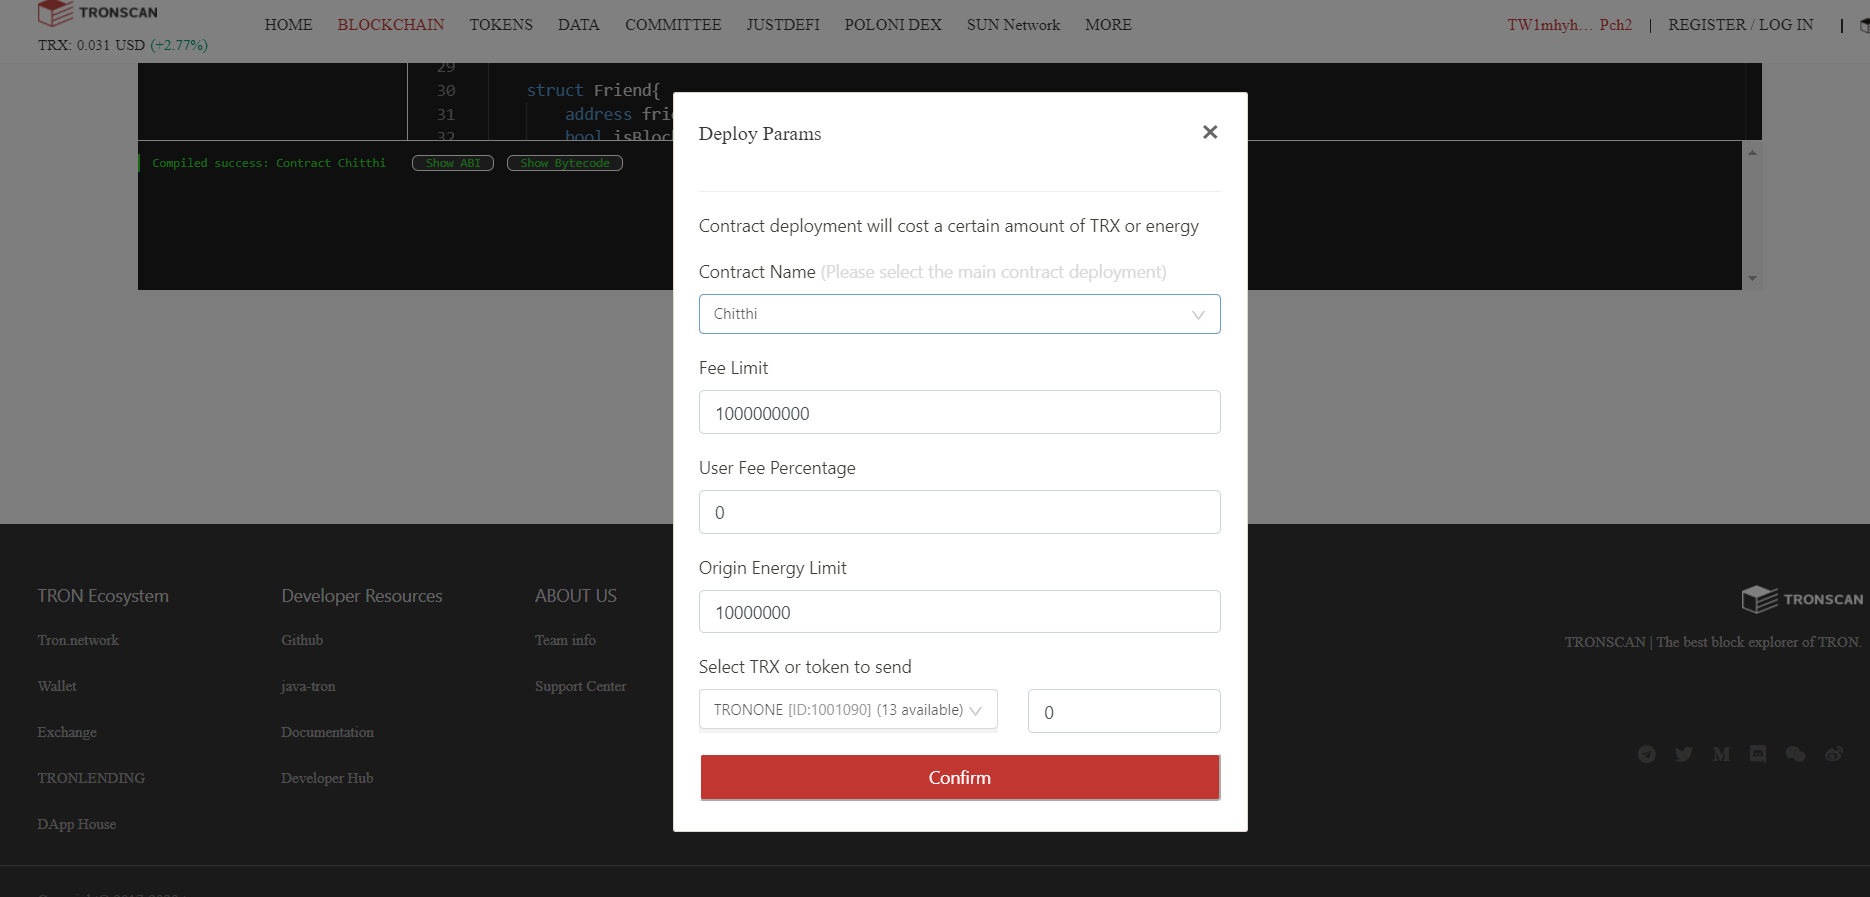 TRONSCAN
HOME BLOCKCHAIN TOKENS DATA COMMITTEE JUSTDEFI POLONI DEX SUN Network MORE
TW1mhyh... Pch2 | REGISTER / LOG IN |
TRX: 0.031 USD (+2.77%)
29
30 struct Friend{
31 address
32 bool
Compiled success: Contract Chitthi Show ABI Show Bytecode
Deploy Params
Contract deployment will cost a certain amount of TRX or energy
Contract Name (Please select the main contract deployment)
Chitthi
Fee Limit
1000000000
User Fee Percentage
0
Origin Energy Limit
10000000
Select TRX or token to send
TRONONE [ID:1001090] (13 available) 0
Confirm
TRON Ecosystem
Tron.network
Wallet
Exchange
TRONLENDING
DApp House
Developer Resources
Github
java-tron
Documentation
Developer Hub
ABOUT US
Team info
Support Center
TRONSCAN
TRONSCAN | The best block explorer of TRON.